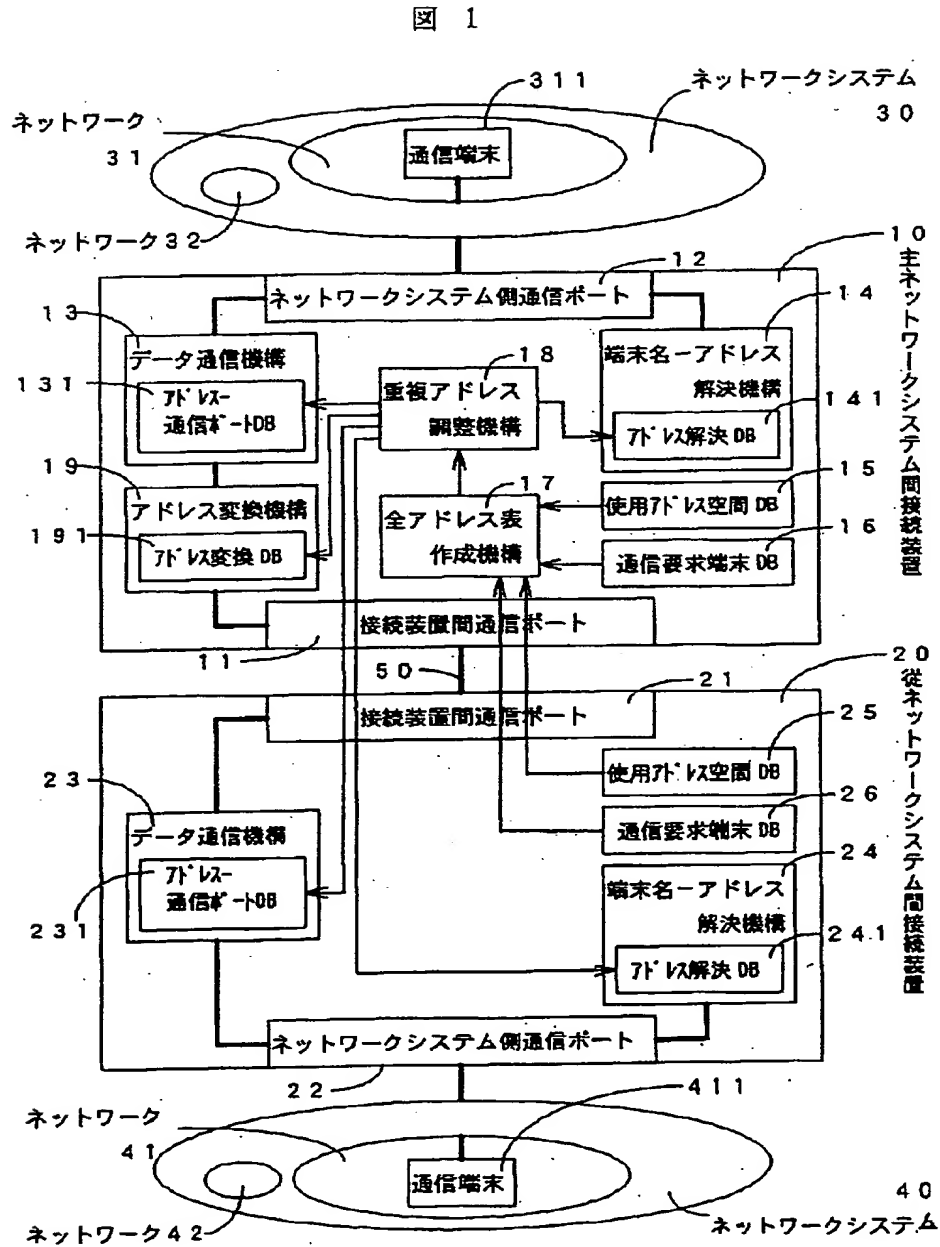 図 1
311
ネットワークシステム
30
ネットワーク
31
通信端末
ネットワーク32
10
主ネットワークシステム間接続装置
12
ネットワークシステム側通信ポート
13
データ通信機構
131
アドレス−
通信ポートDB
14
端末名−アドレス
解決機構
141
アドレス解決DB
18
重複アドレス
調整機構
19
アドレス変換機構
191
アドレス変換DB
17
全アドレス表
作成機構
15
使用アドレス空間DB
16
通信要求端末DB
接続装置間通信ポート
11
50
20
従ネットワークシステム間接続装置
21
接続装置間通信ポート
25
使用アドレス空間DB
26
通信要求端末DB
23
データ通信機構
アドレス−
通信ポートDB
231
24
端末名−アドレス
解決機構
241
アドレス解決DB
ネットワークシステム側通信ポート
22
411
ネットワーク
41
通信端末
ネットワーク42
40
ネットワークシステム